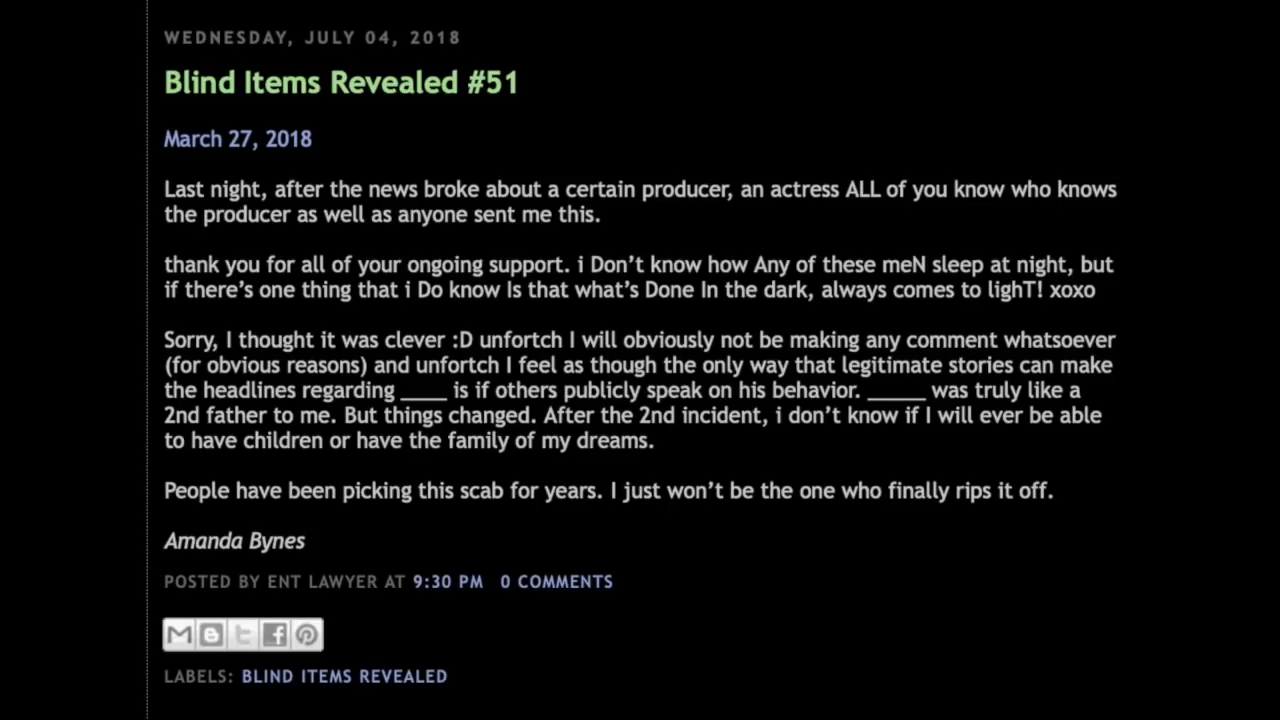 WEDNESDAY, JULY 04, 2018
Blind Items Revealed #51
March 27, 2018
Last night, after the news broke about a certain producer, an actress ALL of you know who knows
the producer as well as anyone sent me this.
thank you for all of your ongoing support. i Don’t know how Any of these meN sleep at night, but
if there’s one thing that i Do know Is that what’s Done In the dark, always comes to lighT! xoxo
Sorry, I thought it was clever :D unfortch I will obviously not be making any comment whatsoever
(for obvious reasons) and unfortch I feel as though the only way that legitimate stories can make
the headlines regarding ____ is if others publicly speak on his behavior. _____ was truly like a
2nd father to me. But things changed. After the 2nd incident, i don’t know if I will ever be able
to have children or have the family of my dreams.
People have been picking this scab for years. I just won’t be the one who finally rips it off.
Amanda Bynes
POSTED BY ENT LAWYER AT 9:30 PM 0 COMMENTS
LABELS: BLIND ITEMS REVEALED